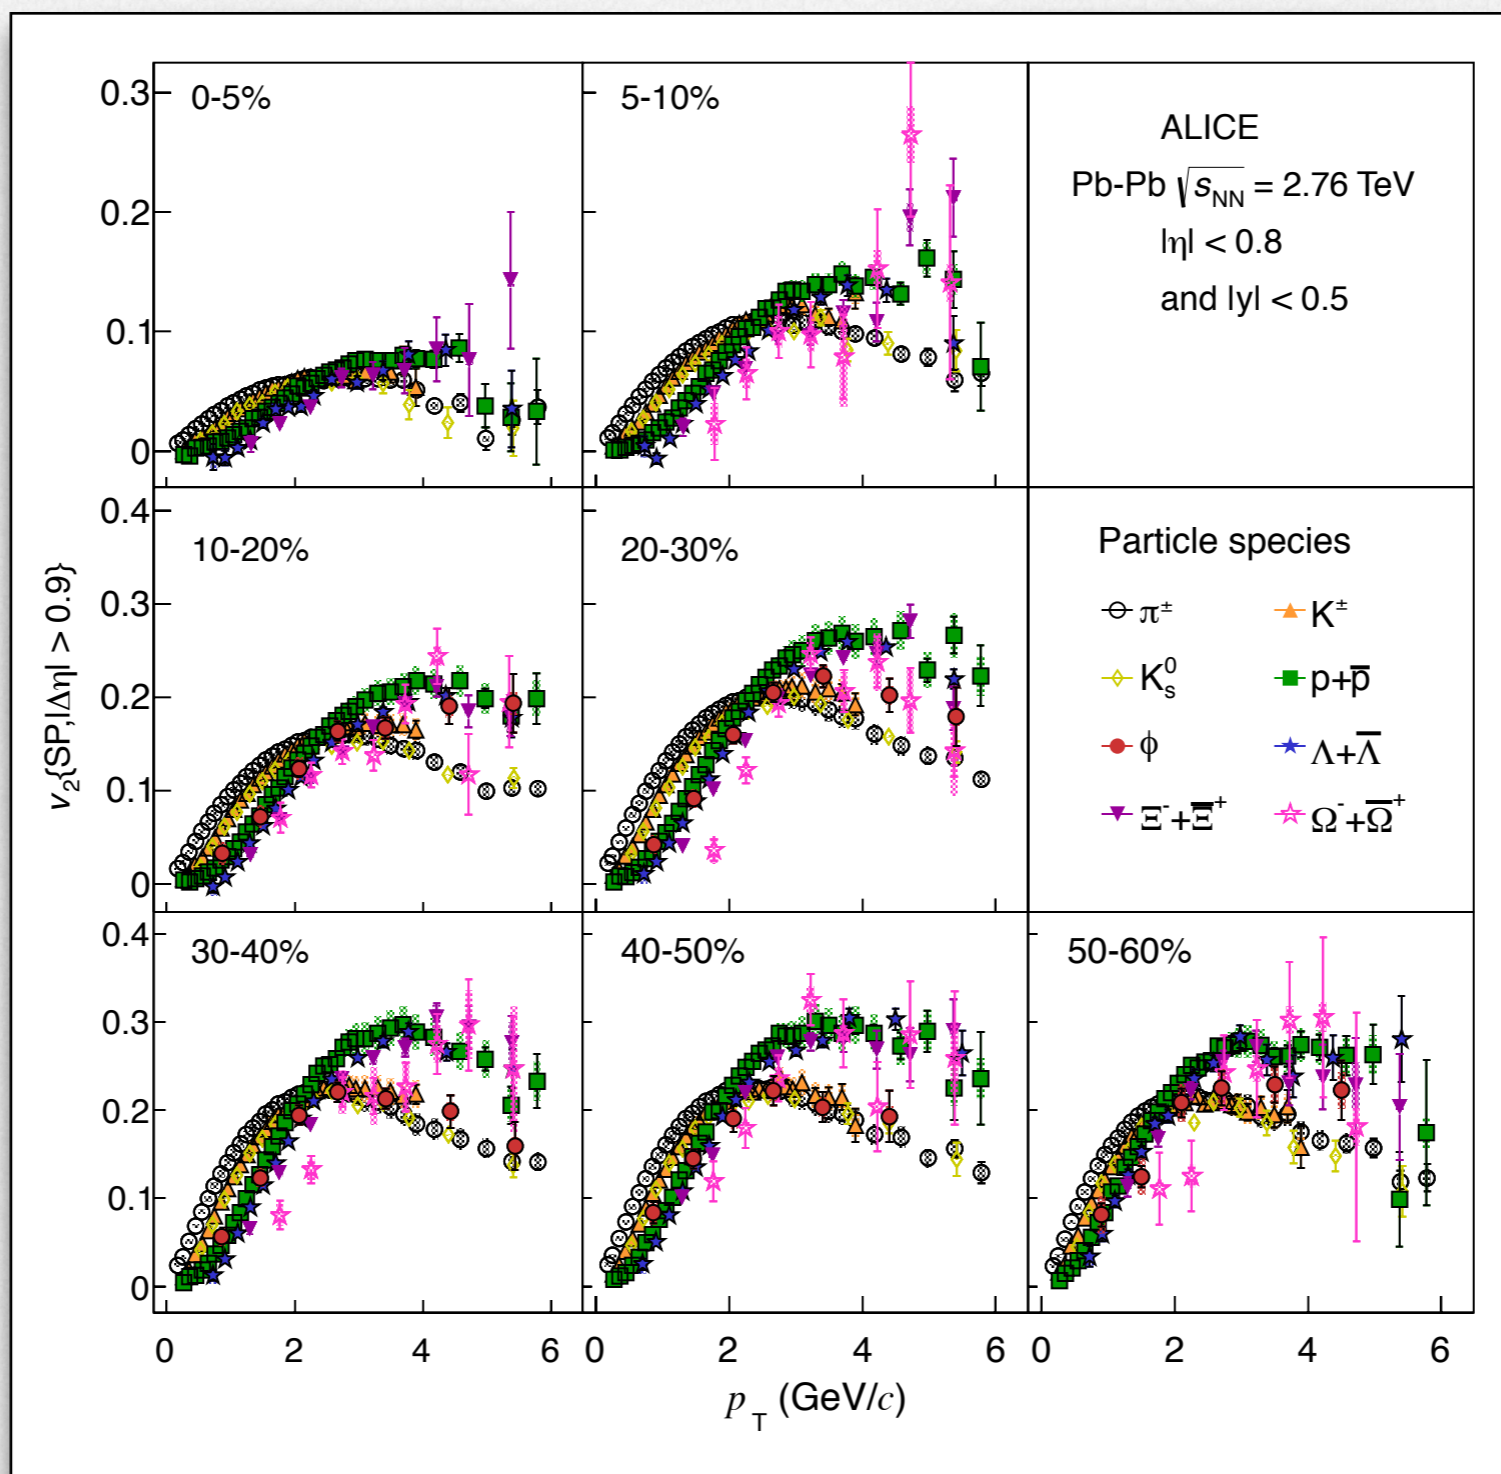 0-5%
5-10%
ALICE
Pb-Pb √sNN = 2.76 TeV
|η| < 0.8
and |y| < 0.5
0.3
0.2
0.1
0
10-20%
20-30%
Particle species
π±
K±
K0s
p+p̅
ϕ
Λ+Λ̅
Ξ-+Ξ̅+
Ω-+Ω̅+
0.4
0.3
0.2
0.1
0
v2{SP,|Δη| > 0.9}
30-40%
40-50%
50-60%
0.4
0.3
0.2
0.1
0
0 2 4 6 0 2 4 6 0 2 4 6
pT (GeV/c)